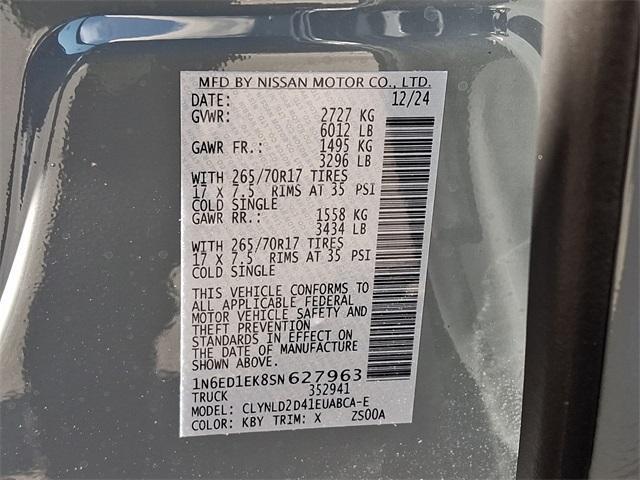 MFD BY NISSAN MOTOR CO., LTD.
DATE: 12/24
GVWR: 2727 KG
6012 LB
GAWR FR.: 1495 KG
3296 LB
WITH 265/70R17 TIRES
17 X 7.5 RIMS AT 35 PSI
COLD SINGLE
GAWR RR.: 1558 KG
3434 LB
WITH 265/70R17 TIRES
17 X 7.5 RIMS AT 35 PSI
COLD SINGLE
THIS VEHICLE CONFORMS TO
ALL APPLICABLE FEDERAL
MOTOR VEHICLE SAFETY AND
THEFT PREVENTION
STANDARDS IN EFFECT ON
THE DATE OF MANUFACTURE
SHOWN ABOVE.
1N6ED1EK8SN627963
TRUCK 352941
MODEL: CLYNLD2D41EUABCA-E
COLOR: KBY TRIM: X ZS00A